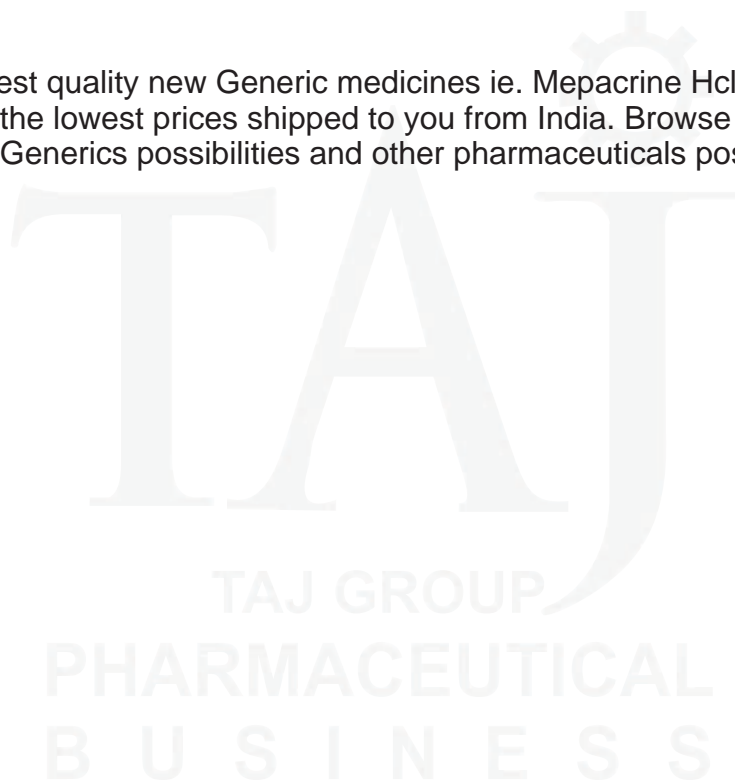 est quality new Generic medicines ie. Mepacrine Hcl
the lowest prices shipped to you from India. Browse
Generics possibilities and other pharmaceuticals pos
TAJ
TAJ GROUP
PHARMACEUTICAL
BUSINESS